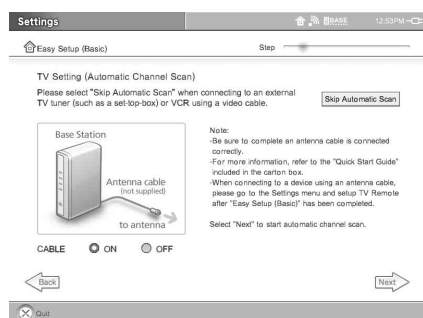 Settings
BASE 12:53PM
Easy Setup (Basic) Step
TV Setting (Automatic Channel Scan)
Please select "Skip Automatic Scan" when connecting to an external
TV tuner (such as a set-top-box) or VCR using a video cable.
Skip Automatic Scan
Base Station
Antenna cable
(not supplied)
to antenna
CABLE ON OFF
Note:
-Be sure to complete an antenna cable is connected
correctly.
-For more information, refer to the "Quick Start Guide"
included in the carton box.
-When connecting to a device using an antenna cable,
please go to the Settings menu and setup TV Remote
after "Easy Setup (Basic)" has been completed.
Select "Next" to start automatic channel scan.
Back
Next
Quit